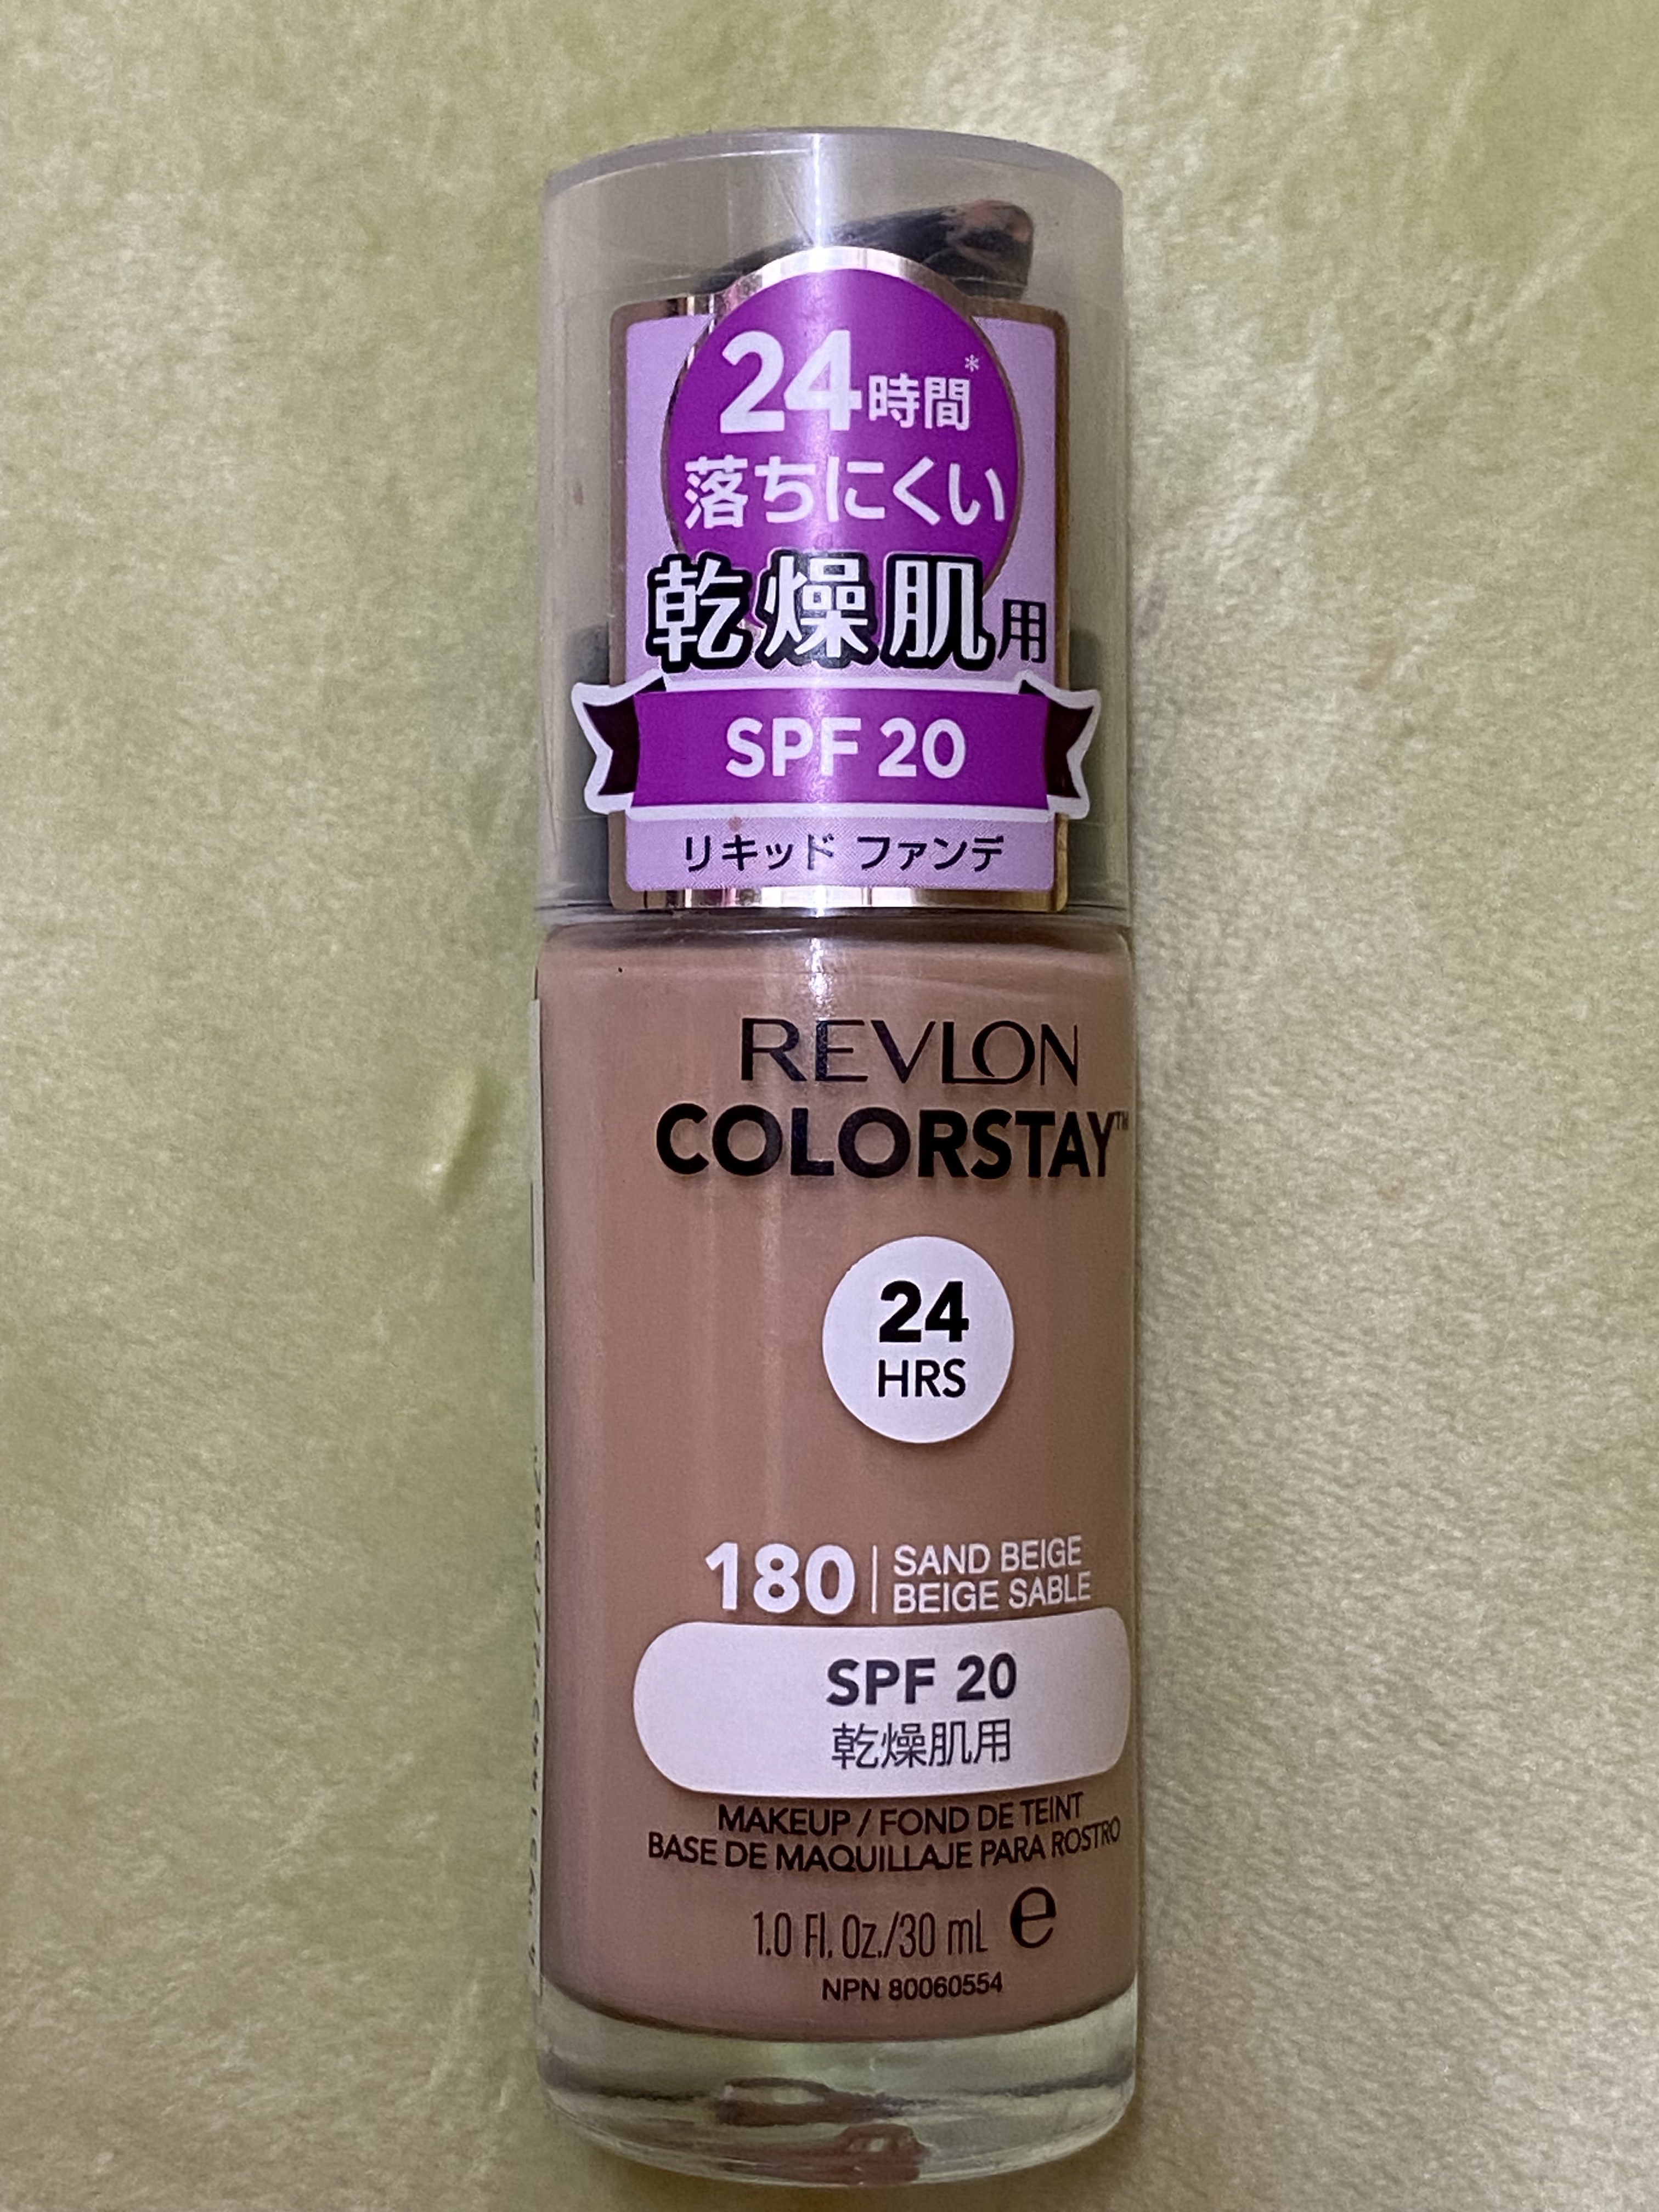 24時間*
落ちにくい
乾燥肌用
SPF 20
リキッド ファンデ
REVLON
COLORSTAY™
24
HRS
180 | SAND BEIGE
BEIGE SABLE
SPF 20
乾燥肌用
MAKEUP / FOND DE TEINT
BASE DE MAQUILLAJE PARA ROSTRO
1.0 Fl. Oz./30 mL e
NPN 80060554